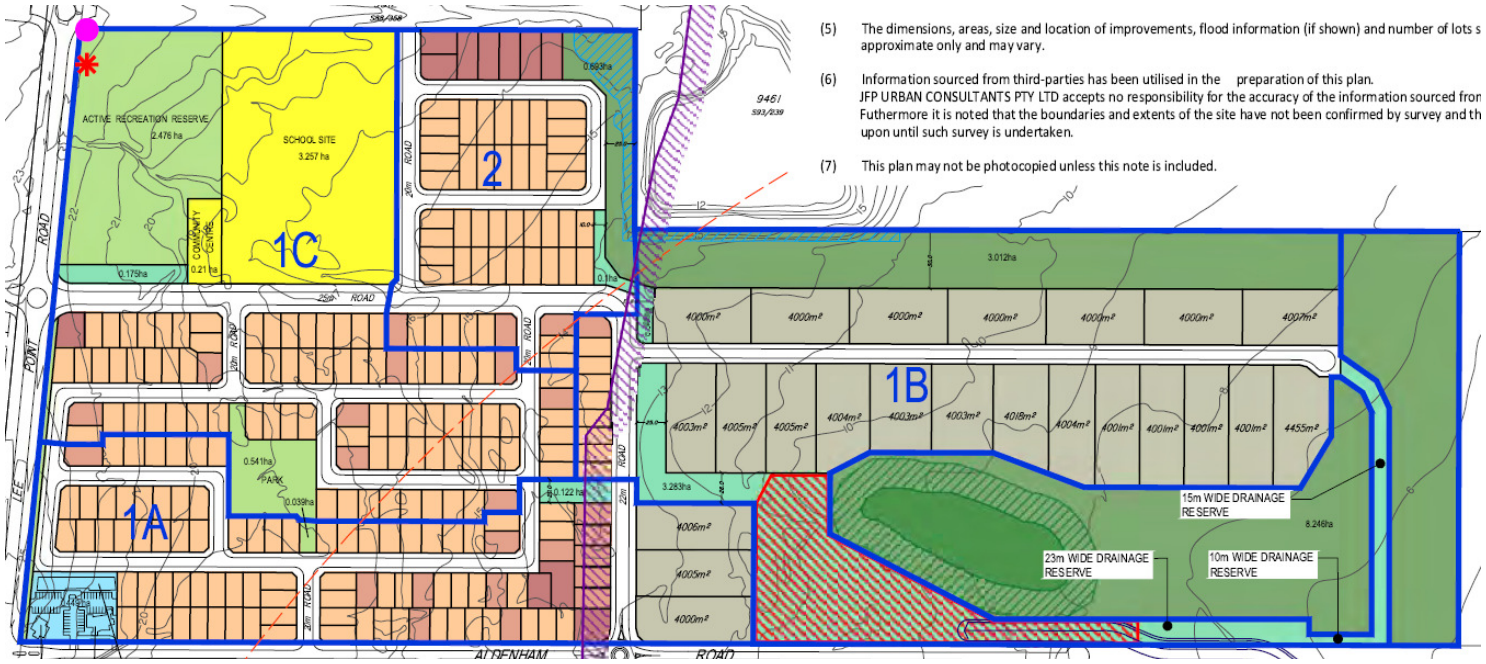 588/358
(5) The dimensions, areas, size and location of improvements, flood information (if shown) and number of lots s
approximate only and may vary.
(6) Information sourced from third-parties has been utilised in the preparation of this plan.
JFP URBAN CONSULTANTS PTY LTD accepts no responsibility for the accuracy of the information sourced from
Futhermore it is noted that the boundaries and extents of the site have not been confirmed by survey and th
upon until such survey is undertaken.
(7) This plan may not be photocopied unless this note is included.
9461
593/239
0.693ha
ACTIVE RECREATION RESERVE
2.476 ha
SCHOOL SITE
3.257 ha
COMMUNITY
CENTRE
0.21 ha
0.175ha
1C
2
20m ROAD
0.1ha
25m ROAD
ROAD
POINT
LEE
20m ROAD
20m ROAD
3.012ha
4000m²
4000m²
4000m²
4000m²
4000m²
4000m²
4007m²
1B
4003m²
4005m²
4005m²
4004m²
4003m²
4003m²
4018m²
4004m²
4001m²
4001m²
4001m²
4001m²
4455m²
0.541ha
PARK
0.039ha
1A
0.122 ha
22m ROAD
3.283ha
4006m²
4005m²
4000m²
15m WIDE DRAINAGE
RESERVE
8.246ha
23m WIDE DRAINAGE
RESERVE
10m WIDE DRAINAGE
RESERVE
ROAD
ALDENHAM ROAD